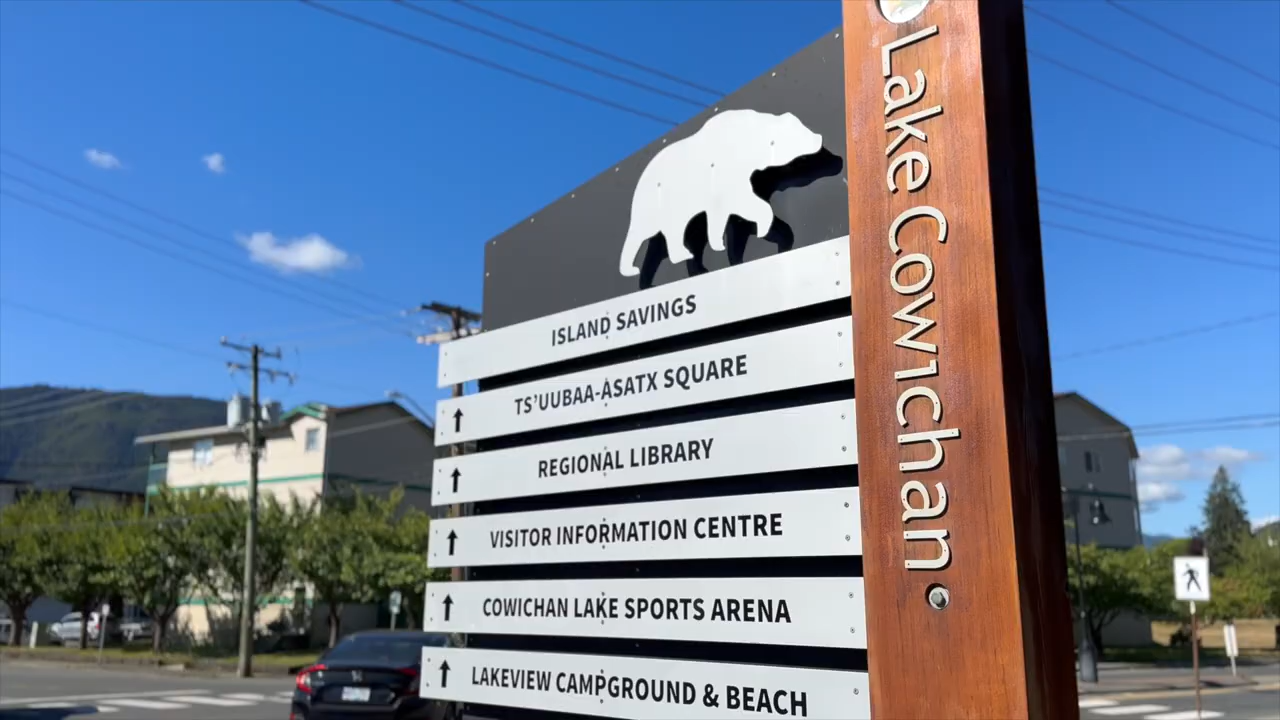 Lake Cowichan
ISLAND SAVINGS
TS'UUBAA-ASATX SQUARE
REGIONAL LIBRARY
VISITOR INFORMATION CENTRE
COWICHAN LAKE SPORTS ARENA
LAKEVIEW CAMPGROUND & BEACH